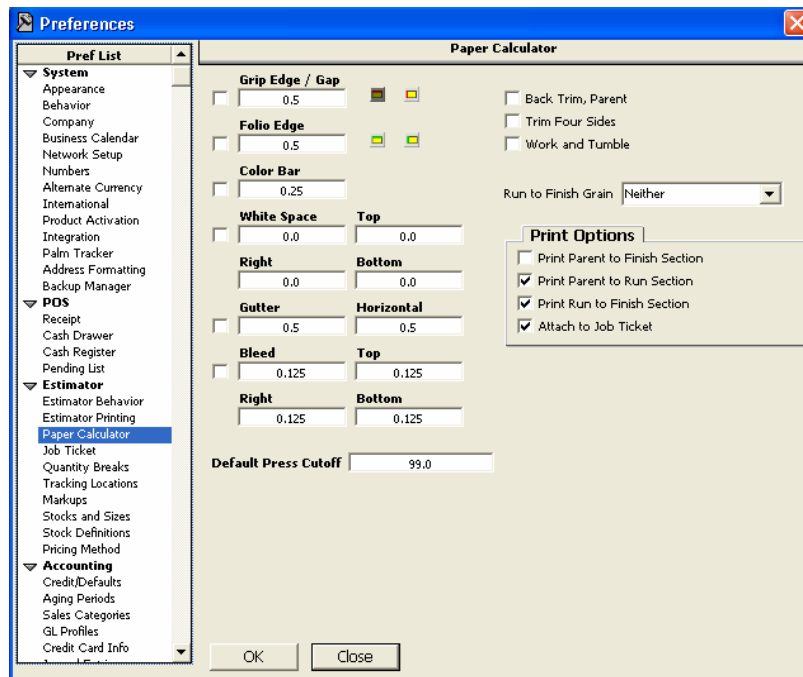 Preferences
Pref List
System
Appearance
Behavior
Company
Business Calendar
Network Setup
Numbers
Alternate Currency
International
Product Activation
Integration
Palm Tracker
Address Formatting
Backup Manager
POS
Receipt
Cash Drawer
Cash Register
Pending List
Estimator
Estimator Behavior
Estimator Printing
Paper Calculator
Job Ticket
Quantity Breaks
Tracking Locations
Markups
Stocks and Sizes
Stock Definitions
Pricing Method
Accounting
Credit/Defaults
Aging Periods
Sales Categories
GL Profiles
Credit Card Info
Paper Calculator
Grip Edge / Gap
0.5
Folio Edge
0.5
Color Bar
0.25
White Space Top
0.0 0.0
Right Bottom
0.0 0.0
Gutter Horizontal
0.5 0.5
Bleed Top
0.125 0.125
Right Bottom
0.125 0.125
Default Press Cutoff 99.0
Back Trim, Parent
Trim Four Sides
Work and Tumble
Run to Finish Grain Neither
Print Options
Print Parent to Finish Section
Print Parent to Run Section
Print Run to Finish Section
Attach to Job Ticket
OK Close